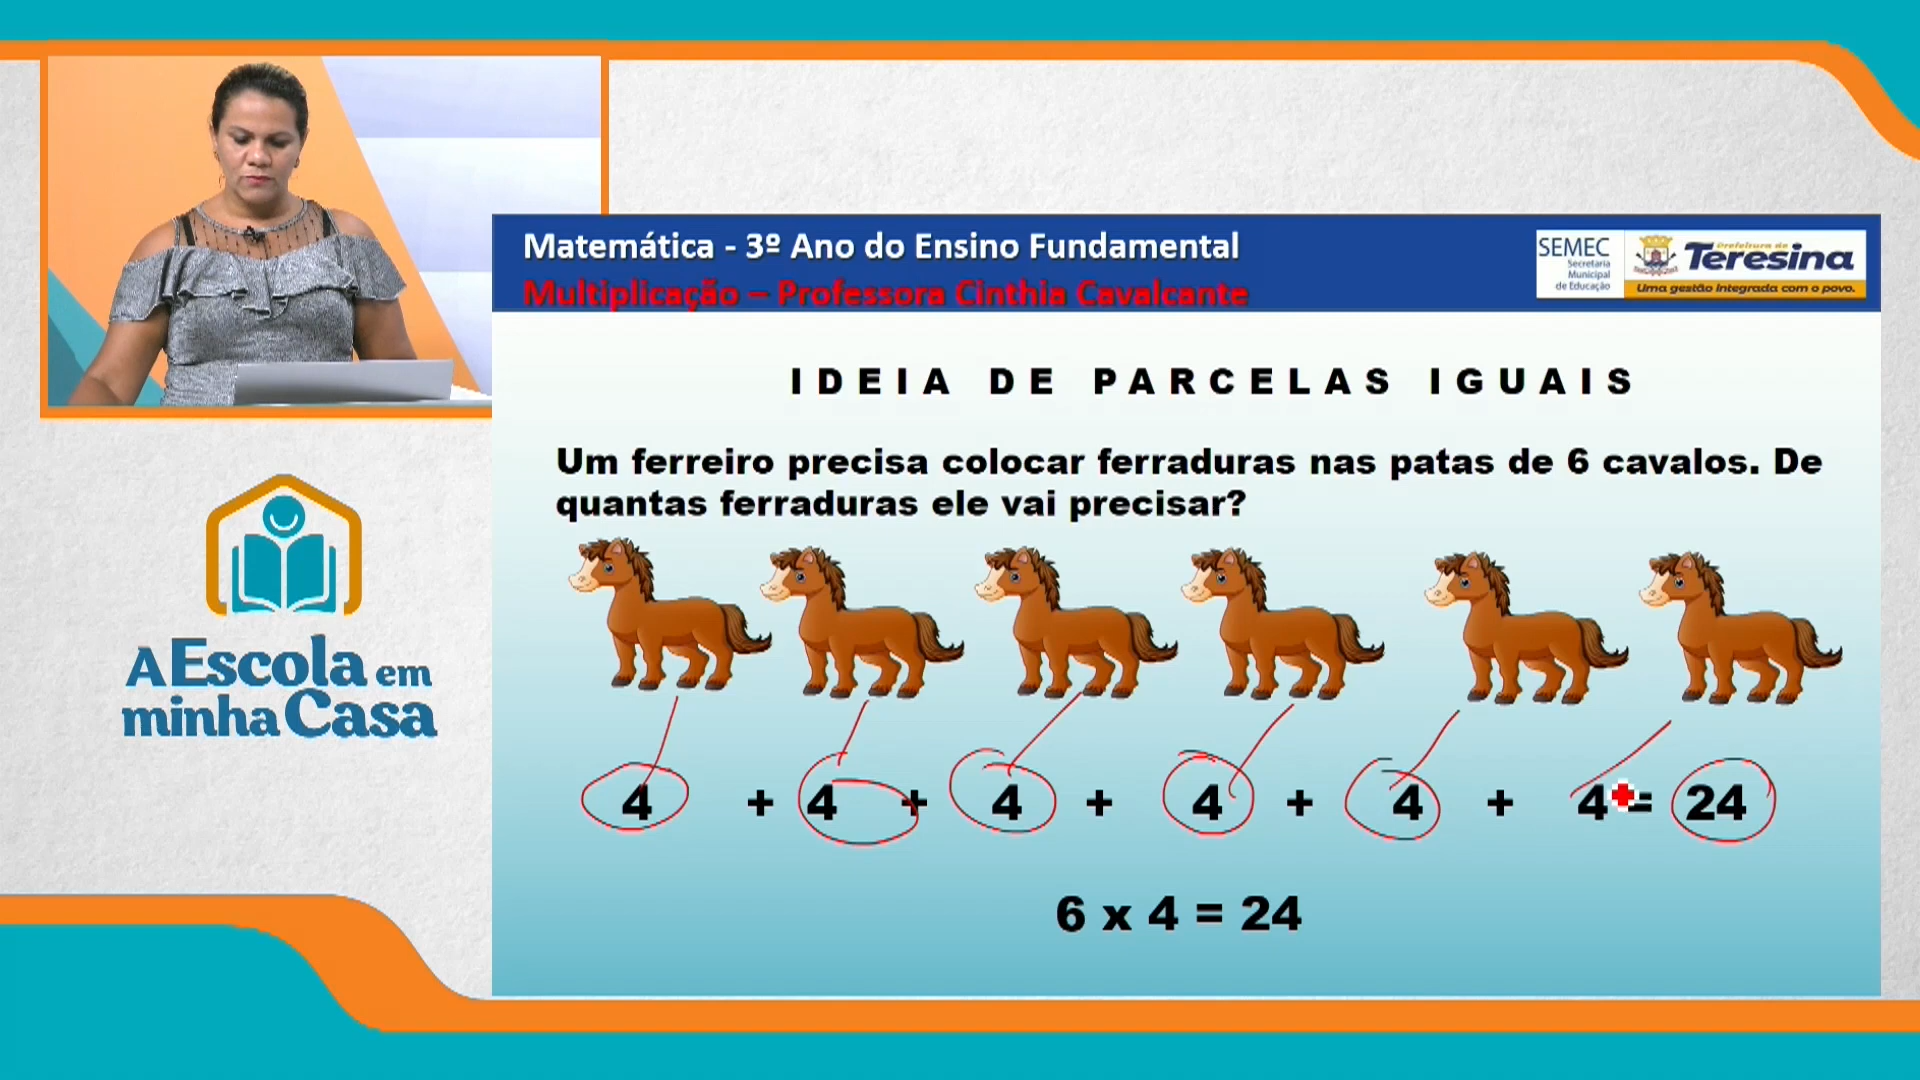 Matemática - 3º Ano do Ensino Fundamental
Multiplicação – Professora Cinthia Cavalcante
SEMEC
Secretaria
Municipal
de Educação
Prefeitura de
Teresina
Uma gestão integrada com o povo.
IDEIA DE PARCELAS IGUAIS
Um ferreiro precisa colocar ferraduras nas patas de 6 cavalos. De
quantas ferraduras ele vai precisar?
4 + 4 + 4 + 4 + 4 + 4 = 24
6 x 4 = 24
A Escola em
minha Casa